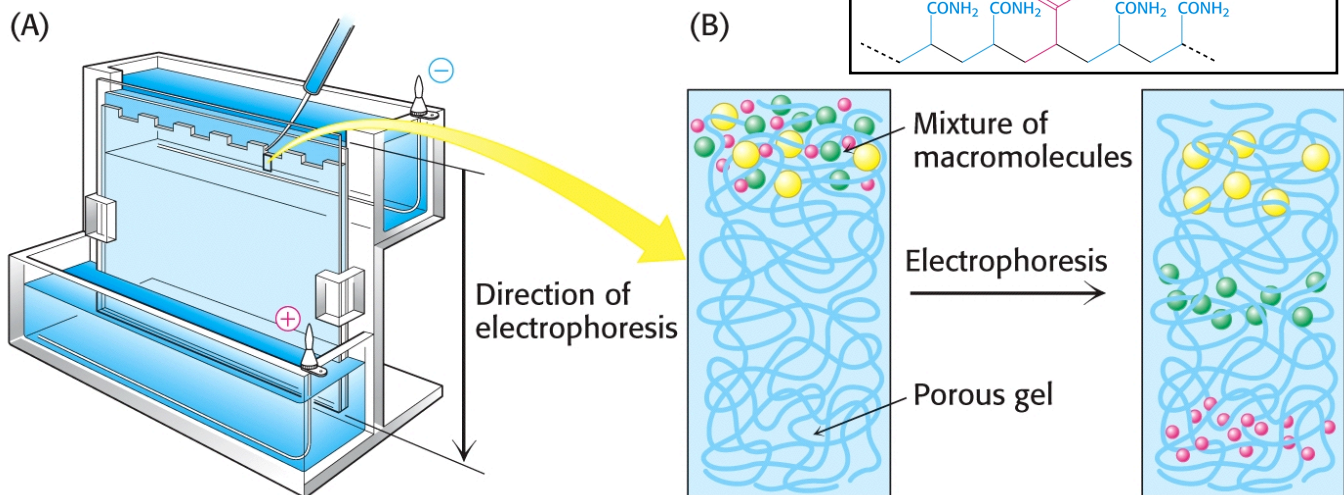 (A)
−
+
Direction of
electrophoresis
(B)
CONH₂ CONH₂ CONH₂ CONH₂
Mixture of
macromolecules
Electrophoresis
Porous gel